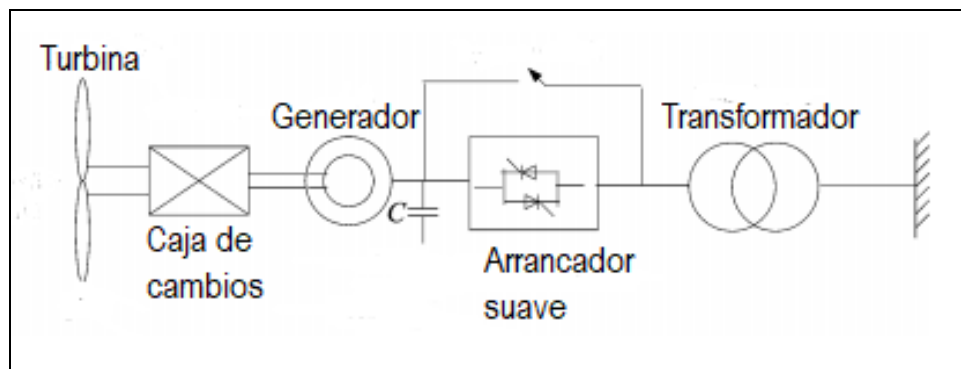 Turbina
Generador
Transformador
C
Caja de
cambios
Arrancador
suave